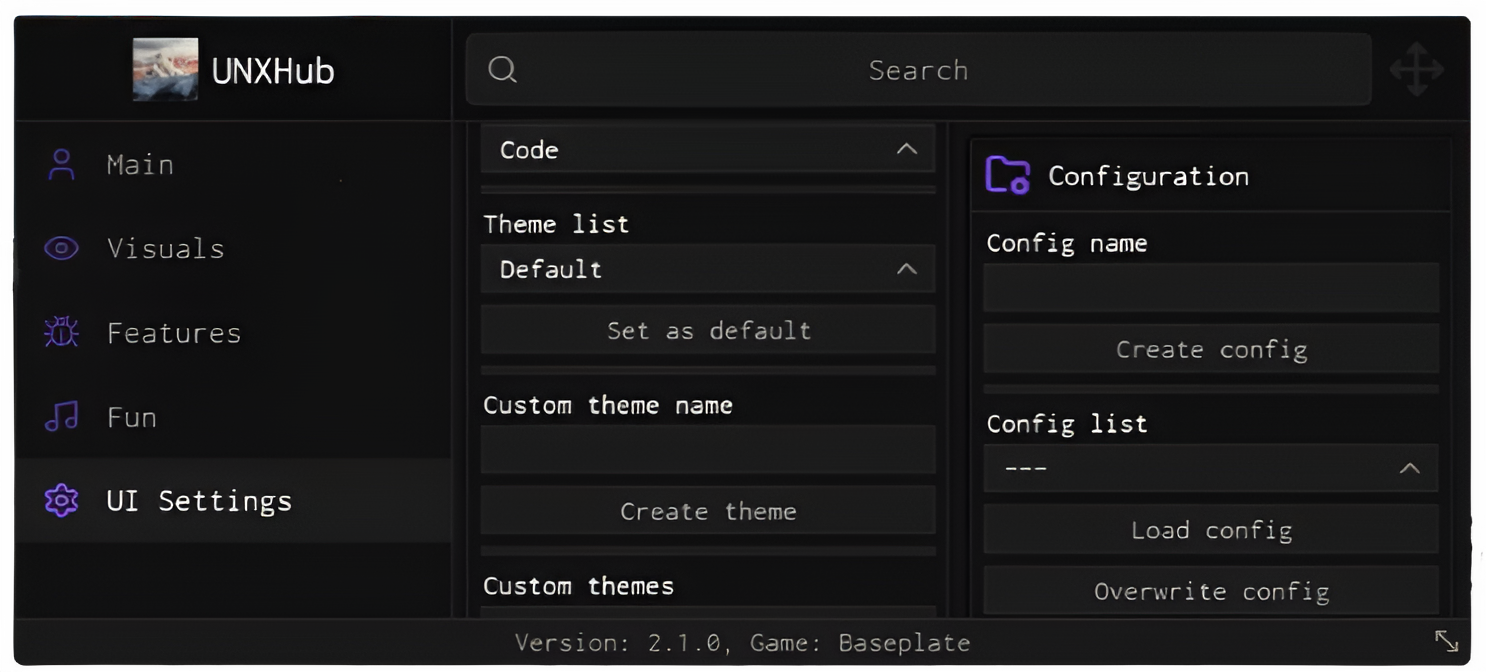 UNXHub
Search
Main
Visuals
Features
Fun
UI Settings
Code
Theme list
Default
Set as default
Custom theme name
Create theme
Custom themes
Configuration
Config name
Create config
Config list
---
Load config
Overwrite config
Version: 2.1.0, Game: Baseplate